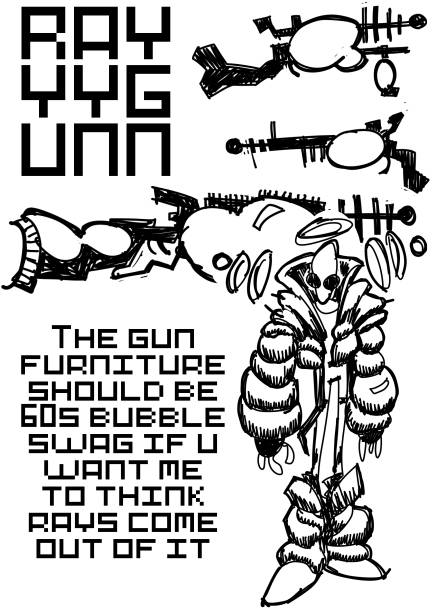 RAY
YYG
UNN
THE GUN
FURNITURE
SHOULD BE
60S BUBBLE
SWAG IF U
WANT ME
TO THINK
RAYS COME
OUT OF IT